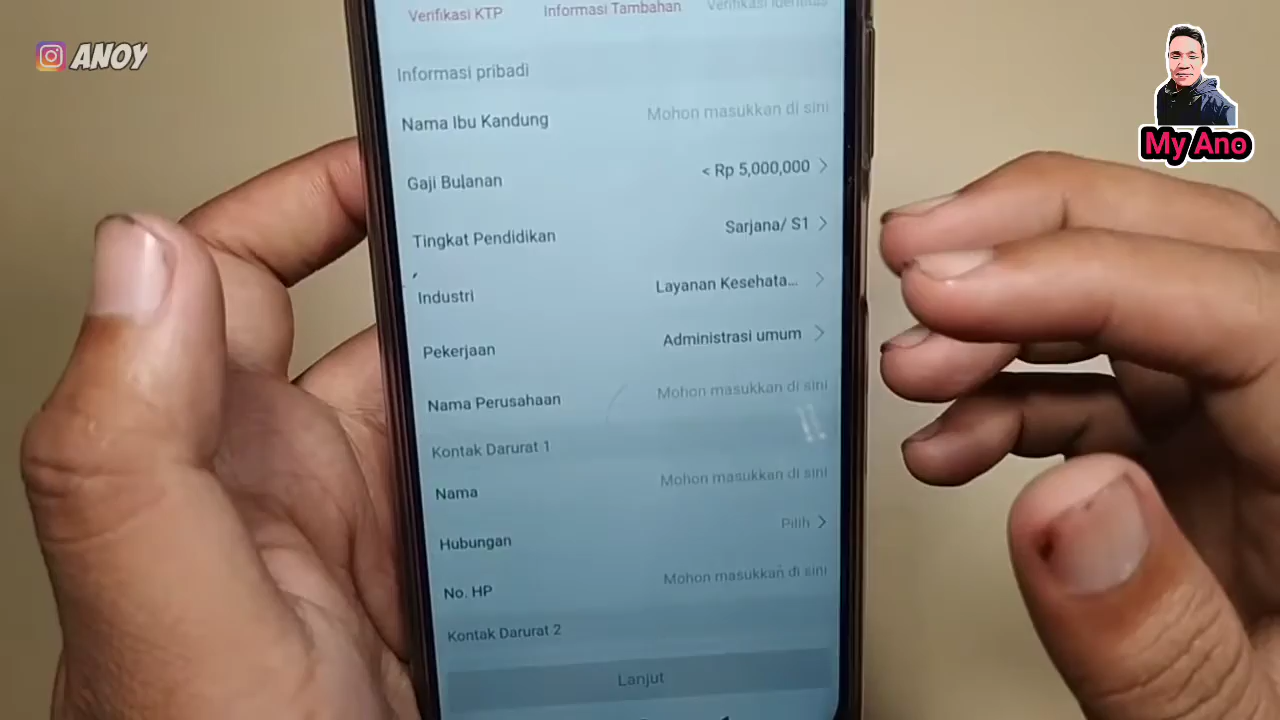 ANOY
My Ano
Verifikasi KTP Informasi Tambahan Verifikasi Identitas
Informasi pribadi
Nama Ibu Kandung Mohon masukkan di sini
Gaji Bulanan < Rp 5,000,000
Tingkat Pendidikan Sarjana/ S1
Industri Layanan Kesehata...
Pekerjaan Administrasi umum
Nama Perusahaan Mohon masukkan di sini
Kontak Darurat 1
Nama Mohon masukkan di sini
Hubungan Pilih
No. HP Mohon masukkan di sini
Kontak Darurat 2
Lanjut